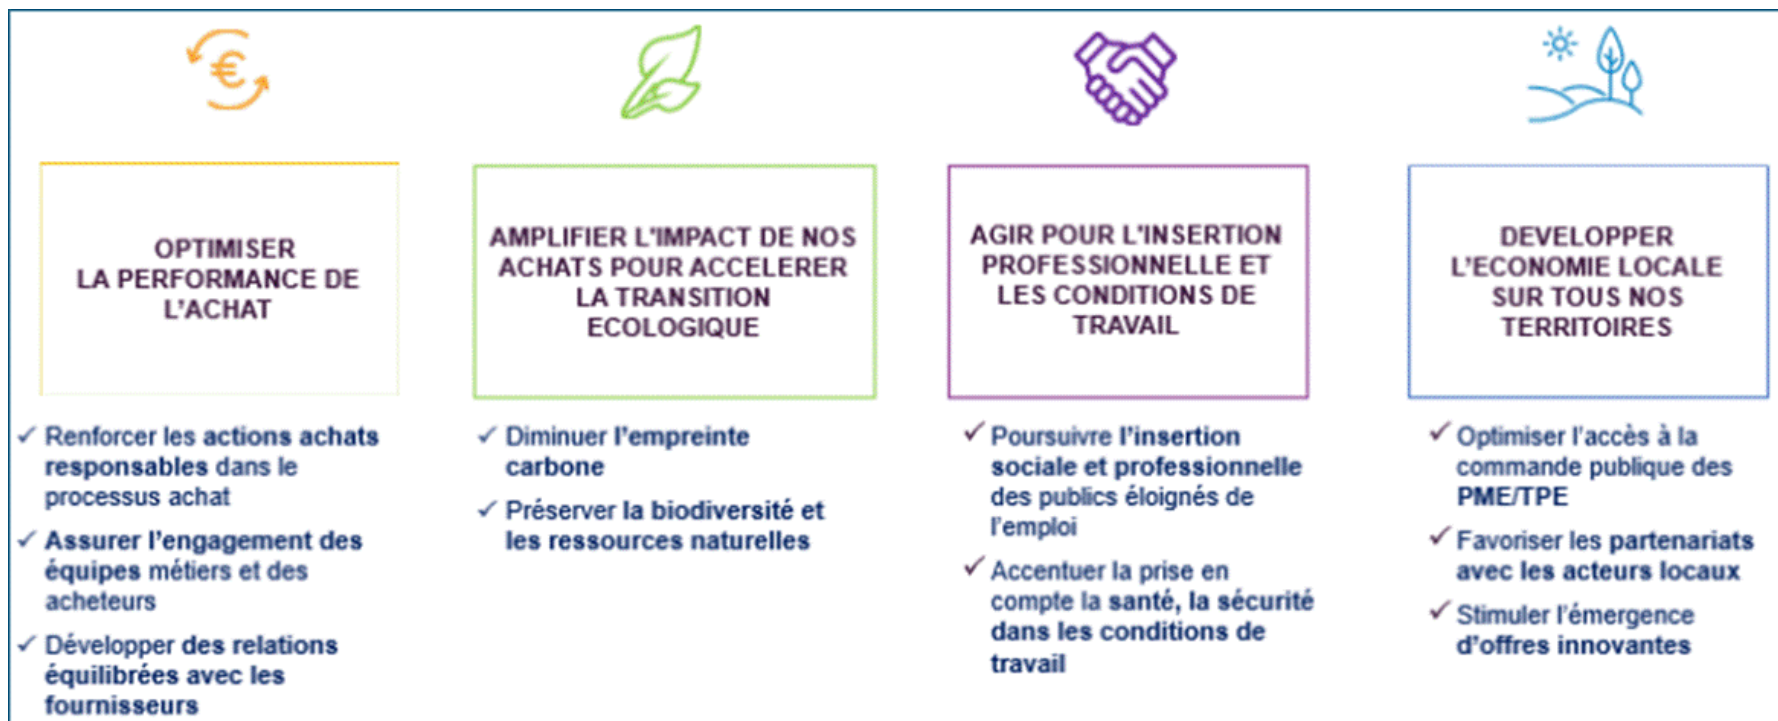 €
OPTIMISER
LA PERFORMANCE DE
L'ACHAT
✓ Renforcer les actions achats
responsables dans le
processus achat
✓ Assurer l'engagement des
équipes métiers et des
acheteurs
✓ Développer des relations
équilibrées avec les
fournisseurs
AMPLIFIER L'IMPACT DE NOS
ACHATS POUR ACCELERER
LA TRANSITION
ECOLOGIQUE
✓ Diminuer l'empreinte
carbone
✓ Préserver la biodiversité et
les ressources naturelles
AGIR POUR L'INSERTION
PROFESSIONNELLE ET
LES CONDITIONS DE
TRAVAIL
✓ Poursuivre l'insertion
sociale et professionnelle
des publics éloignés de
l'emploi
✓ Accentuer la prise en
compte la santé, la sécurité
dans les conditions de
travail
DEVELOPPER
L'ECONOMIE LOCALE
SUR TOUS NOS
TERRITOIRES
✓ Optimiser l'accès à la
commande publique des
PME/TPE
✓ Favoriser les partenariats
avec les acteurs locaux
✓ Stimuler l'émergence
d'offres innovantes